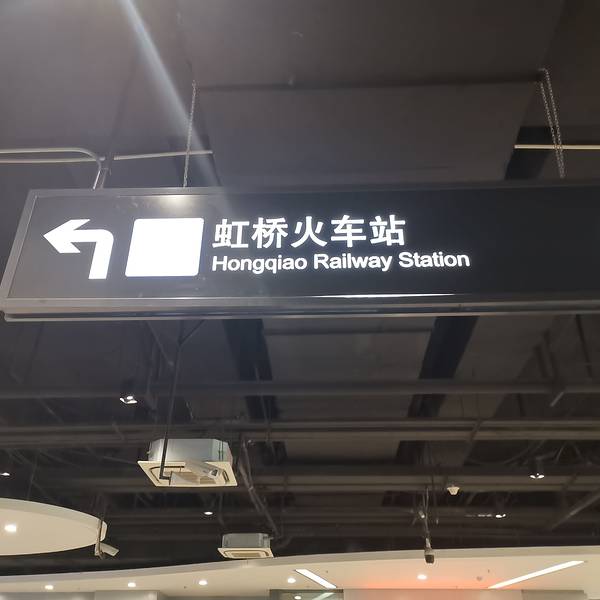 虹桥火车站
Hongqiao Railway Station